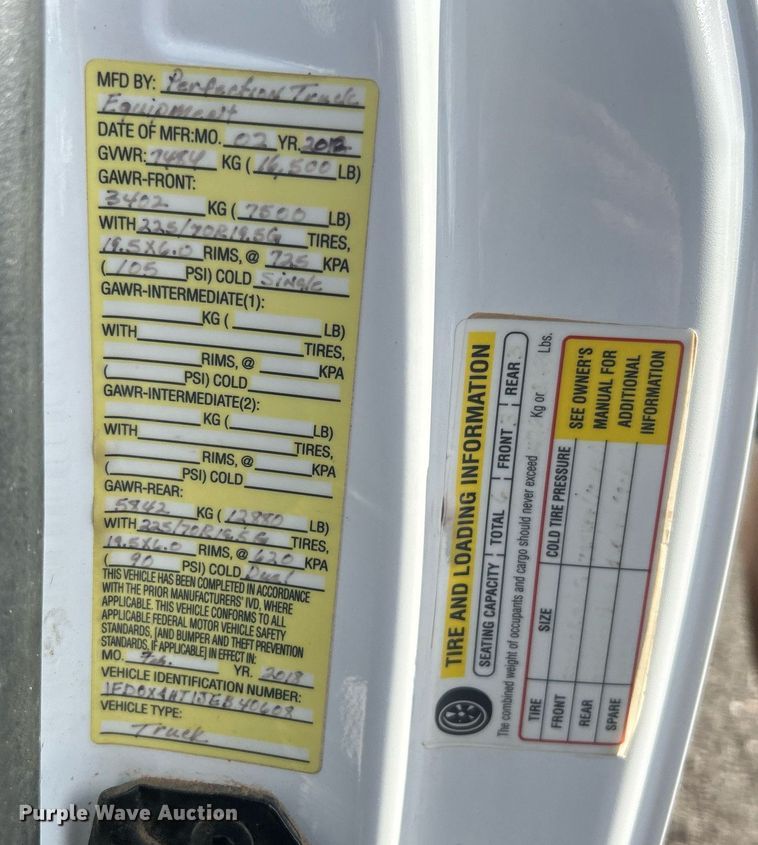 MFD BY: Perfection Truck
Equipment
DATE OF MFR:MO. 02 YR. 2018
GVWR: 7484 KG ( 16,500 LB)
GAWR-FRONT:
3402 KG ( 7500 LB)
WITH 225/70R19.5G TIRES,
19.5X6.0 RIMS, @ 725 KPA
( 105 PSI) COLD Single
GAWR-INTERMEDIATE(1):
KG ( LB)
WITH TIRES,
RIMS, @ KPA
( PSI) COLD
GAWR-INTERMEDIATE(2):
KG ( LB)
WITH TIRES,
RIMS, @ KPA
( PSI) COLD
GAWR-REAR:
5842 KG ( 12880 LB)
WITH 225/70R19.5G TIRES,
19.5X6.0 RIMS, @ 620 KPA
( 90 PSI) COLD Dual
THIS VEHICLE HAS BEEN COMPLETED IN ACCORDANCE
WITH THE PRIOR MANUFACTURERS' IVD, WHERE
APPLICABLE. THIS VEHICLE CONFORMS TO ALL
APPLICABLE FEDERAL MOTOR VEHICLE SAFETY
STANDARDS, [AND BUMPER AND THEFT PREVENTION
STANDARDS, IF APPLICABLE] IN EFFECT IN:
MO. Feb. YR. 2018
VEHICLE IDENTIFICATION NUMBER:
1FD0X4HT1JEB40608
VEHICLE TYPE:
Truck
TIRE AND LOADING INFORMATION
SEATING CAPACITY TOTAL FRONT REAR
The combined weight of occupants and cargo should never exceed Kg or Lbs.
TIRE SIZE COLD TIRE PRESSURE
FRONT
REAR
SPARE
SEE OWNER'S
MANUAL FOR
ADDITIONAL
INFORMATION
Purple Wave Auction